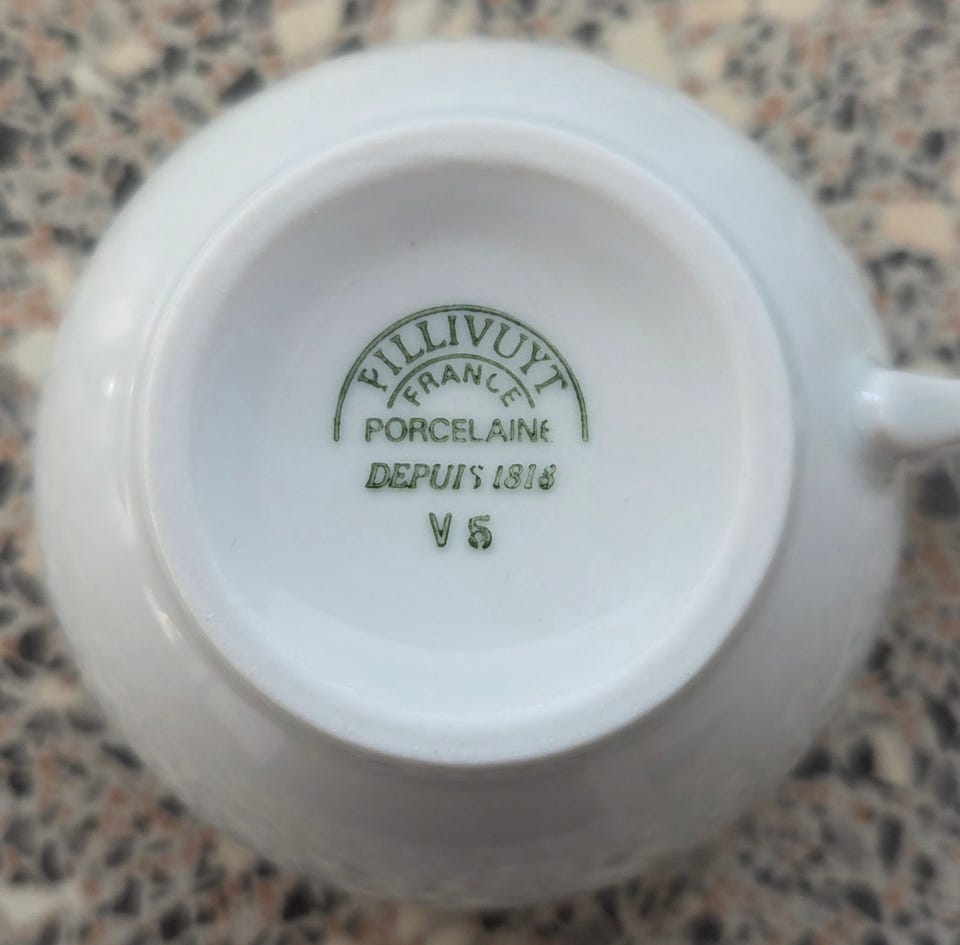 PILLIVUYT
FRANCE
PORCELAINE
DEPUIS 1818
V 5